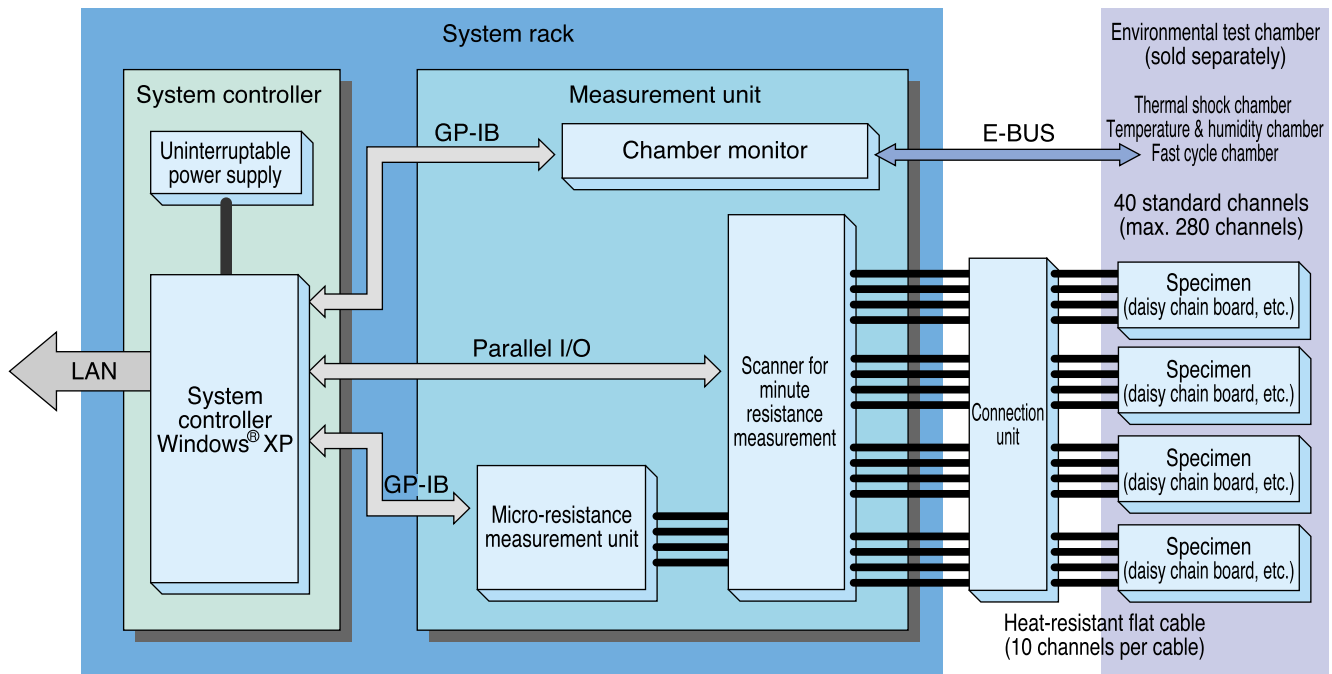 System rack
System controller
Uninterruptable
power supply
System
controller
Windows® XP
LAN
Measurement unit
GP-IB
Chamber monitor
E-BUS
Parallel I/O
GP-IB
Micro-resistance
measurement unit
Scanner for
minute
resistance
measurement
Connection
unit
Environmental test chamber
(sold separately)
Thermal shock chamber
Temperature & humidity chamber
Fast cycle chamber
40 standard channels
(max. 280 channels)
Specimen
(daisy chain board, etc.)
Specimen
(daisy chain board, etc.)
Specimen
(daisy chain board, etc.)
Specimen
(daisy chain board, etc.)
Heat-resistant flat cable
(10 channels per cable)